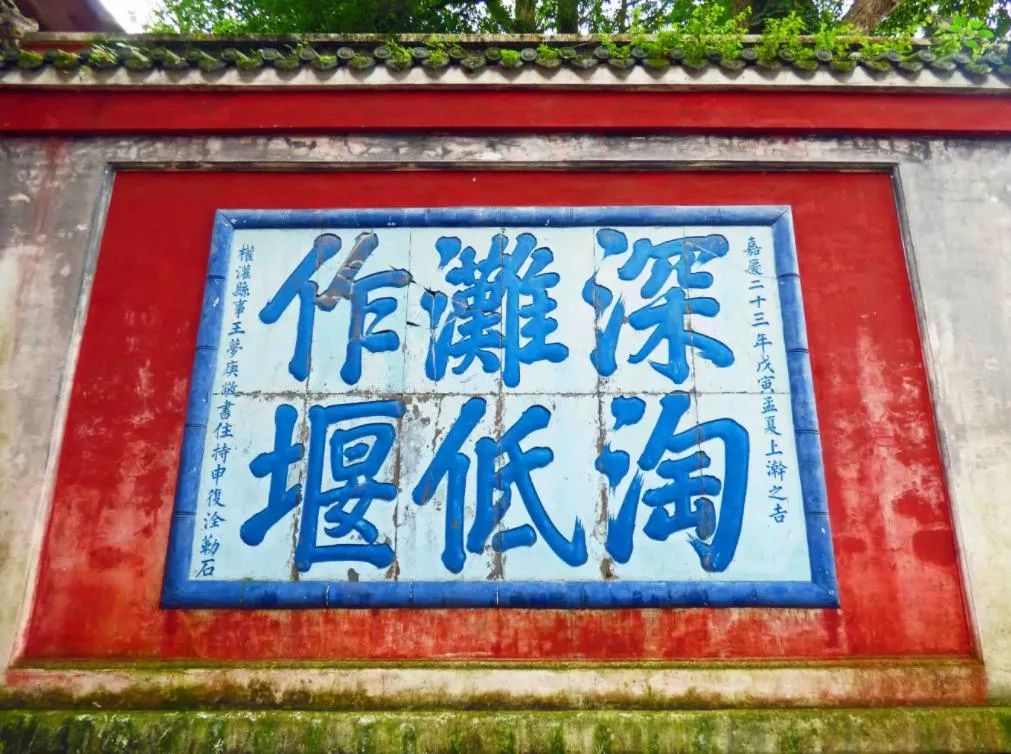 嘉慶二十三年戊寅孟夏上澣之吉
深淘
灘低
作堰
權灌縣事王夢庚敬書住持申復淦勒石